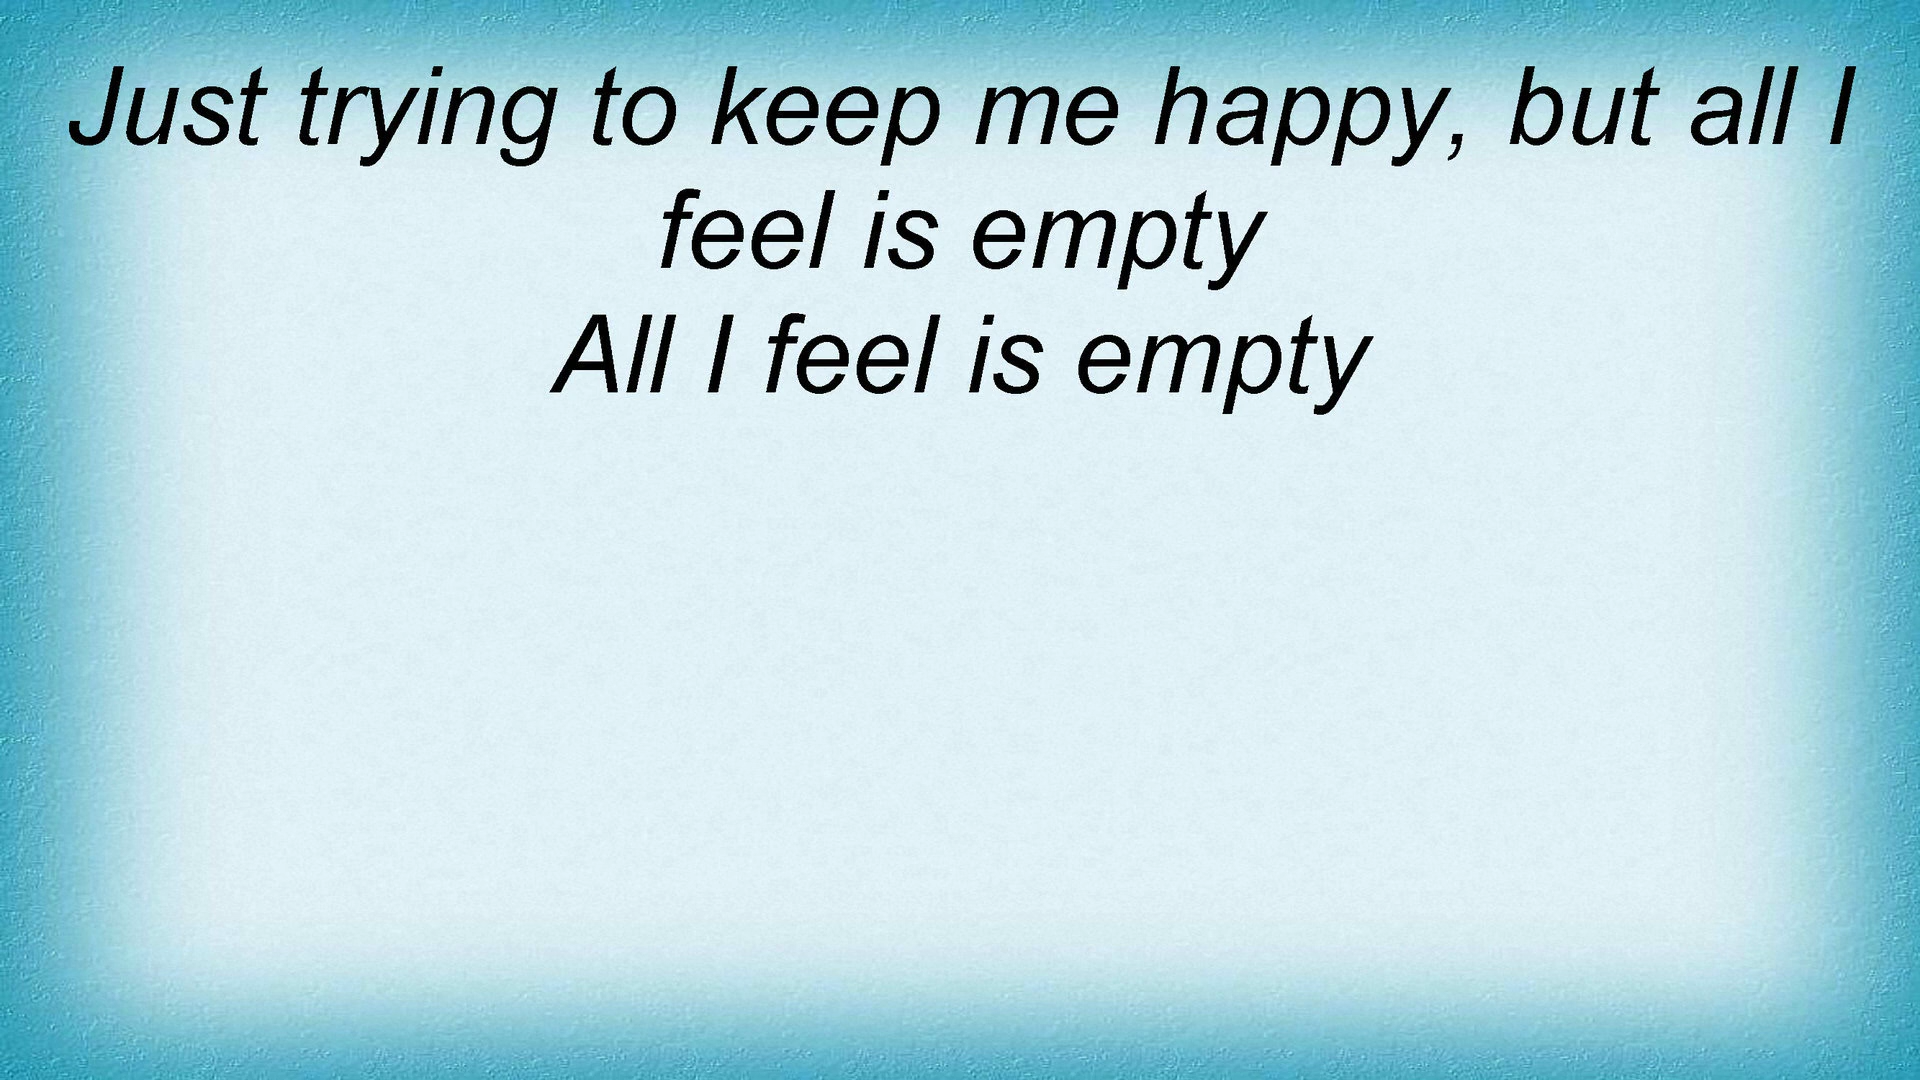 Just trying to keep me happy, but all I
feel is empty
All I feel is empty